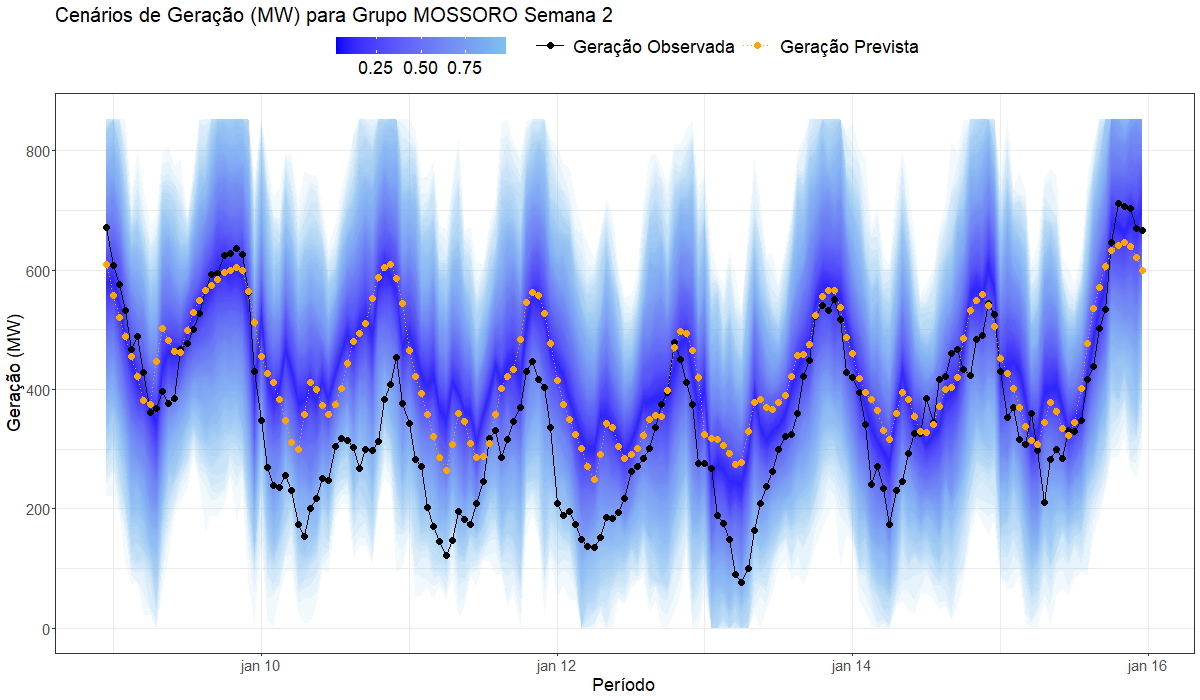 Cenários de Geração (MW) para Grupo MOSSORO Semana 2
0.25 0.50 0.75
Geração Observada
Geração Prevista
Geração (MW)
800
600
400
200
0
jan 10 jan 12 jan 14 jan 16
Período